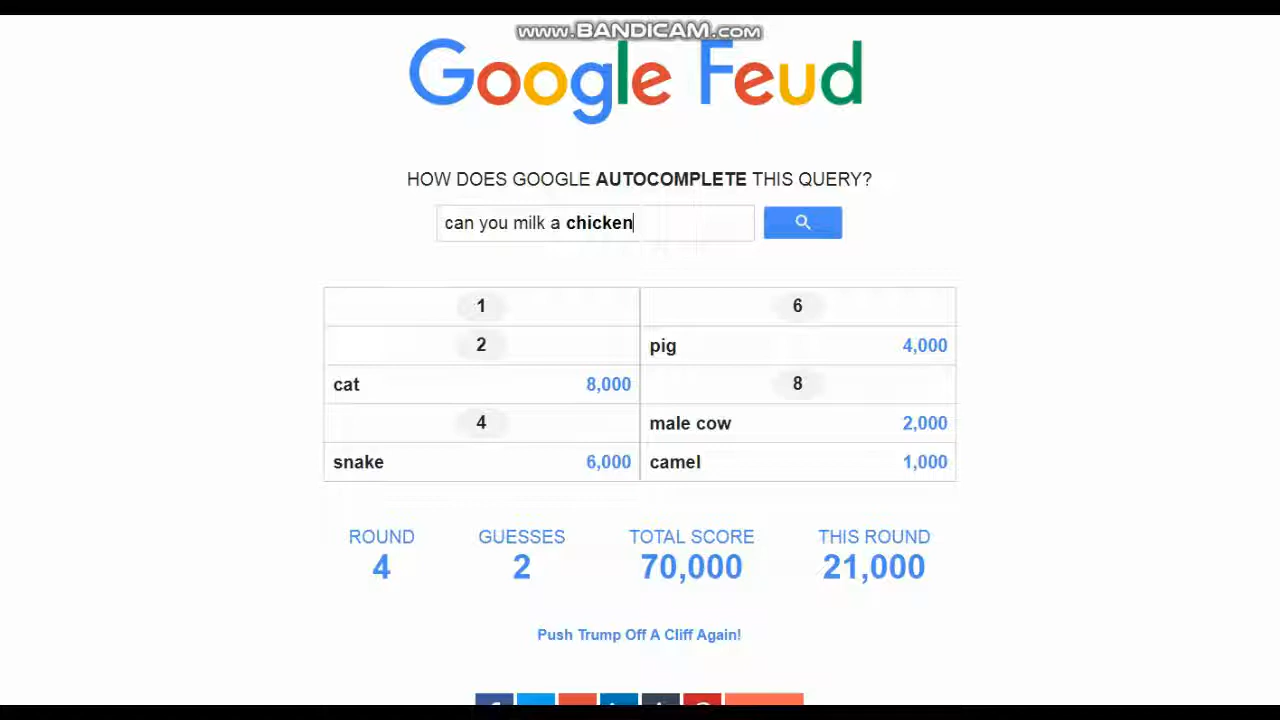 www.BANDICAM.com
Google Feud
HOW DOES GOOGLE AUTOCOMPLETE THIS QUERY?
can you milk a chicken
1
2
cat 8,000
4
snake 6,000
6
pig 4,000
8
male cow 2,000
camel 1,000
ROUND GUESSES TOTAL SCORE THIS ROUND
4 2 70,000 21,000
Push Trump Off A Cliff Again!